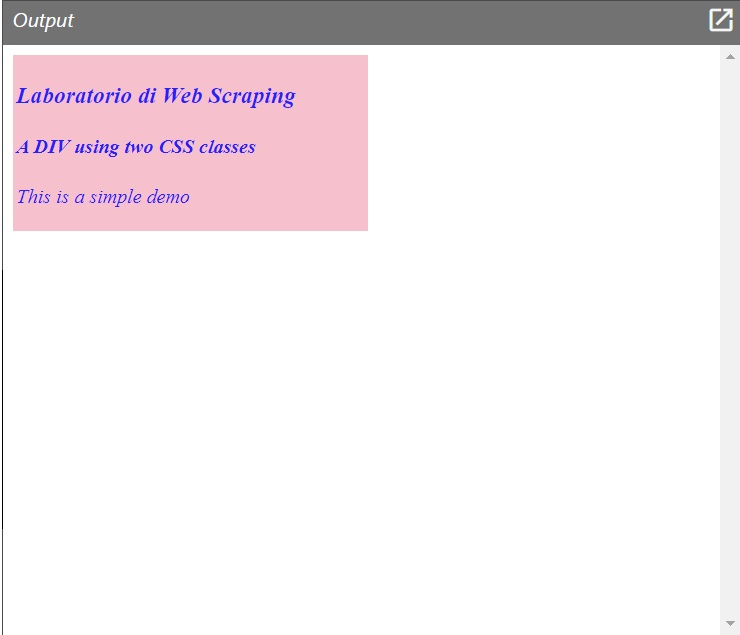 Output
Laboratorio di Web Scraping
A DIV using two CSS classes
This is a simple demo